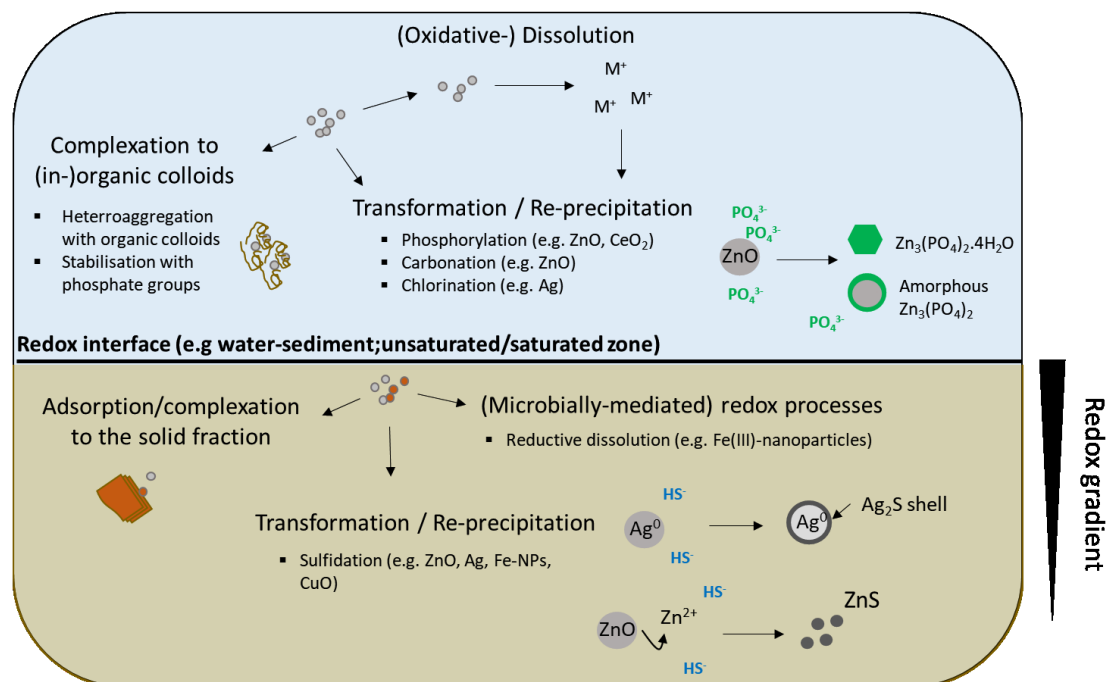 (Oxidative-) Dissolution
M⁺
M⁺ M⁺
Complexation to
(in-)organic colloids
▪ Heterroaggregation
with organic colloids
▪ Stabilisation with
phosphate groups
Transformation / Re-precipitation
▪ Phosphorylation (e.g. ZnO, CeO₂)
▪ Carbonation (e.g. ZnO)
▪ Chlorination (e.g. Ag)
PO₄³⁻
PO₄³⁻
ZnO
PO₄³⁻
Zn₃(PO₄)₂.4H₂O
Amorphous
Zn₃(PO₄)₂
PO₄³⁻
Redox interface (e.g water-sediment;unsaturated/saturated zone)
Adsorption/complexation
to the solid fraction
(Microbially-mediated) redox processes
▪ Reductive dissolution (e.g. Fe(III)-nanoparticles)
Transformation / Re-precipitation
▪ Sulfidation (e.g. ZnO, Ag, Fe-NPs,
CuO)
HS⁻
Ag⁰
HS⁻
Ag⁰
Ag₂S shell
HS⁻
ZnO
Zn²⁺
HS⁻
ZnS
Redox gradient